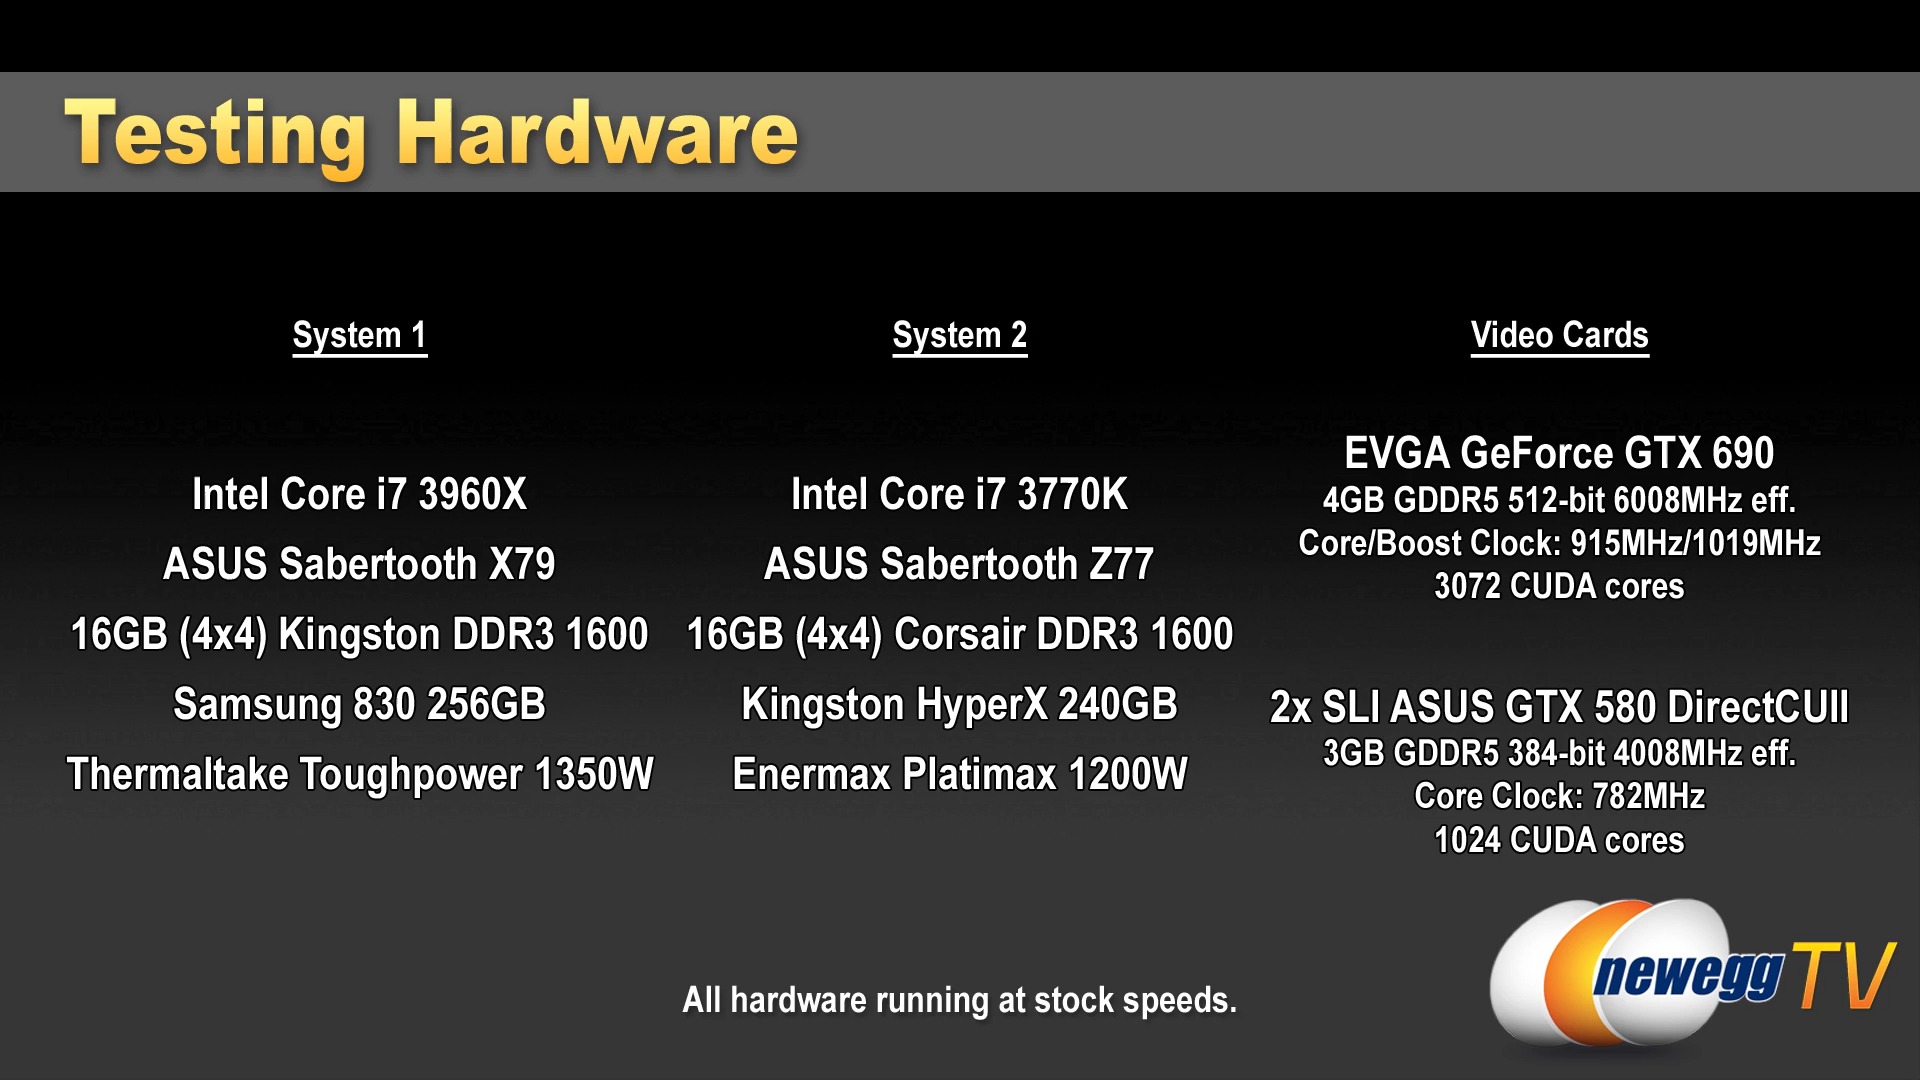 Testing Hardware
System 1
Intel Core i7 3960X
ASUS Sabertooth X79
16GB (4x4) Kingston DDR3 1600
Samsung 830 256GB
Thermaltake Toughpower 1350W
System 2
Intel Core i7 3770K
ASUS Sabertooth Z77
16GB (4x4) Corsair DDR3 1600
Kingston HyperX 240GB
Enermax Platimax 1200W
Video Cards
EVGA GeForce GTX 690
4GB GDDR5 512-bit 6008MHz eff.
Core/Boost Clock: 915MHz/1019MHz
3072 CUDA cores
2x SLI ASUS GTX 580 DirectCUII
3GB GDDR5 384-bit 4008MHz eff.
Core Clock: 782MHz
1024 CUDA cores
All hardware running at stock speeds.
newegg TV